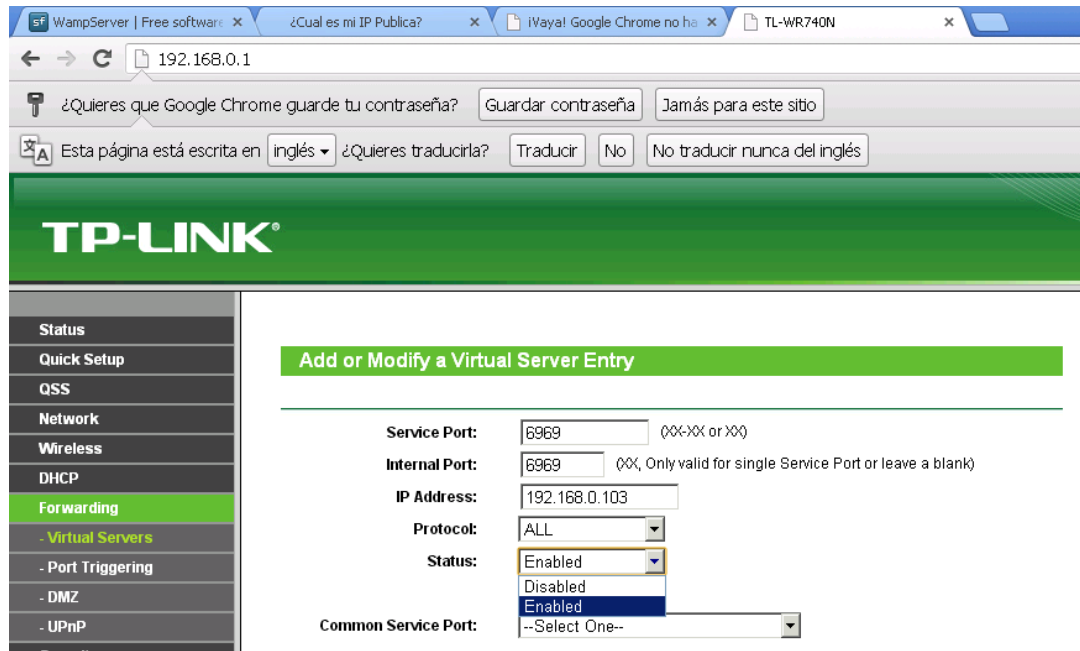 sf WampServer | Free software
¿Cual es mi IP Publica?
¡Vaya! Google Chrome no ha
TL-WR740N
192.168.0.1
¿Quieres que Google Chrome guarde tu contraseña? Guardar contraseña Jamás para este sitio
Esta página está escrita en inglés ¿Quieres traducirla? Traducir No No traducir nunca del inglés
TP-LINK®
Status
Quick Setup
QSS
Network
Wireless
DHCP
Forwarding
- Virtual Servers
- Port Triggering
- DMZ
- UPnP
Add or Modify a Virtual Server Entry
Service Port: 6969 (XX-XX or XX)
Internal Port: 6969 (XX, Only valid for single Service Port or leave a blank)
IP Address: 192.168.0.103
Protocol: ALL
Status: Enabled
Disabled
Enabled
Common Service Port: --Select One--